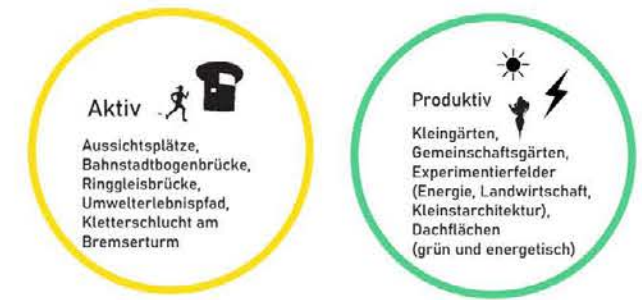 Aktiv
Aussichtsplätze,
Bahnstadtbogenbrücke,
Ringgleisbrücke,
Umwelterlebnispfad,
Kletterschlucht am
Bremserturm
Produktiv
Kleingärten,
Gemeinschaftsgärten,
Experimentierfelder
(Energie, Landwirtschaft,
Kleinstarchitektur),
Dachflächen
(grün und energetisch)